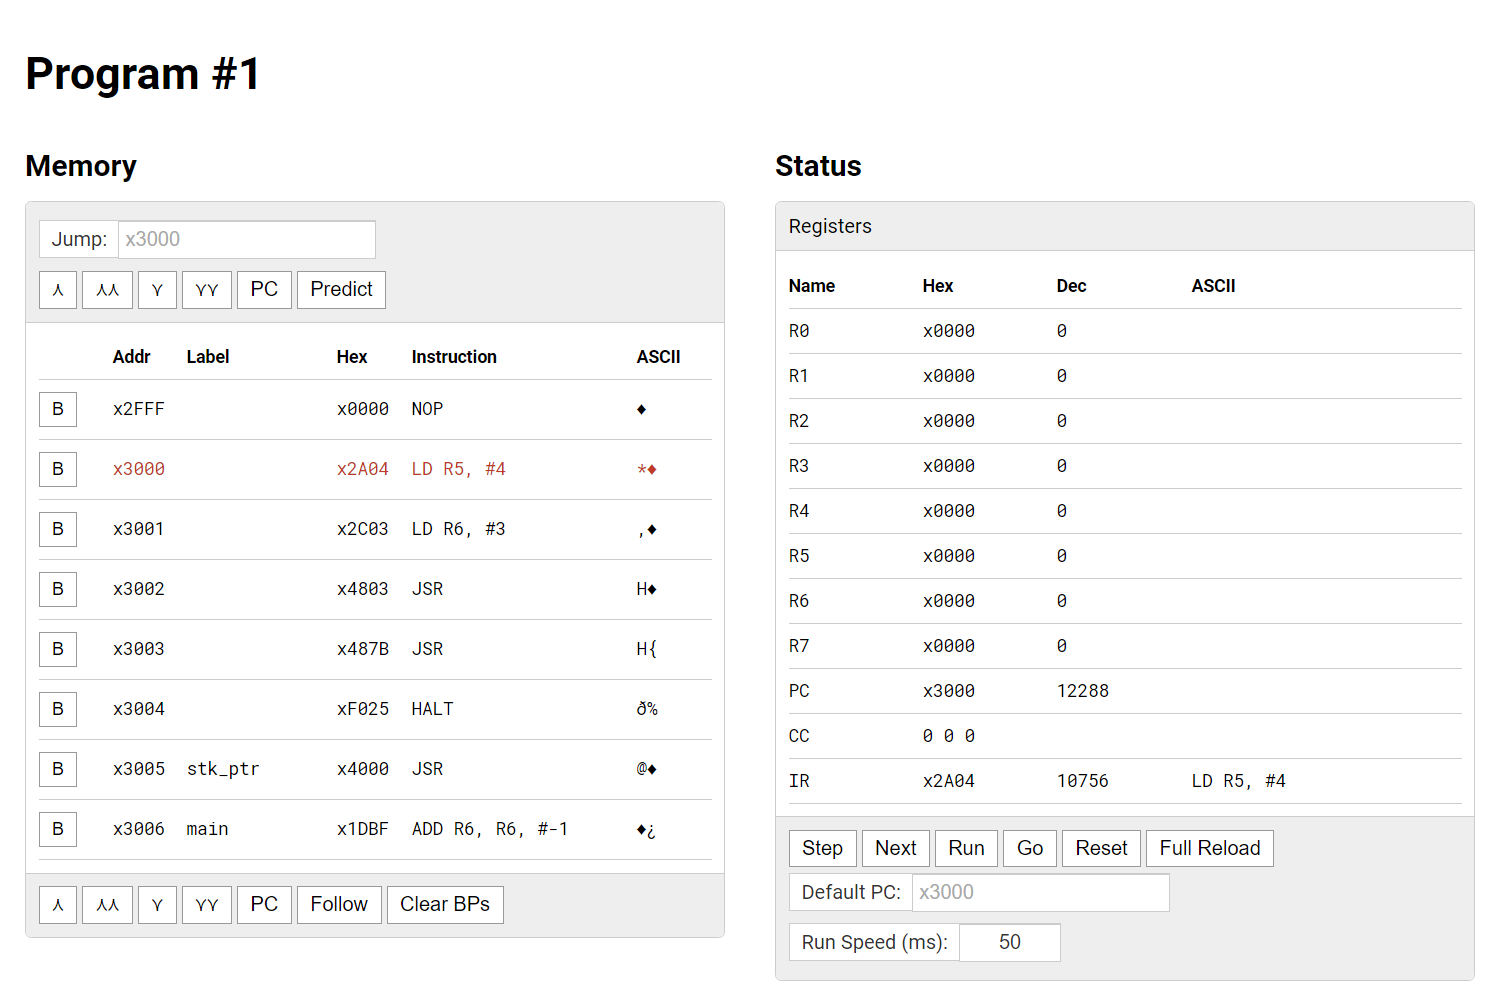 Program #1
Memory
Jump: x3000
⅄ ⅄⅄ Y YY PC Predict
Addr Label Hex Instruction ASCII
B x2FFF x0000 NOP ♦
B x3000 x2A04 LD R5, #4 *♦
B x3001 x2C03 LD R6, #3 ,♦
B x3002 x4803 JSR H♦
B x3003 x487B JSR H{
B x3004 xF025 HALT ð%
B x3005 stk_ptr x4000 JSR @♦
B x3006 main x1DBF ADD R6, R6, #-1 ♦¿
⅄ ⅄⅄ Y YY PC Follow Clear BPs
Status
Registers
Name Hex Dec ASCII
R0 x0000 0
R1 x0000 0
R2 x0000 0
R3 x0000 0
R4 x0000 0
R5 x0000 0
R6 x0000 0
R7 x0000 0
PC x3000 12288
CC 0 0 0
IR x2A04 10756 LD R5, #4
Step Next Run Go Reset Full Reload
Default PC: x3000
Run Speed (ms): 50